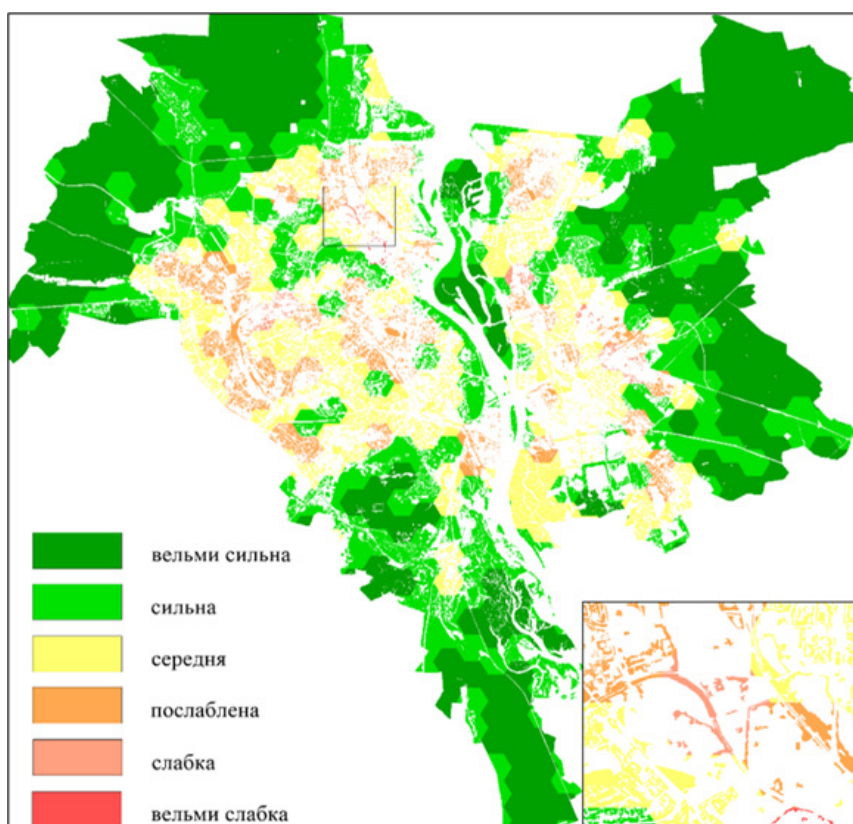 вельми сильна
сильна
середня
послаблена
слабка
вельми слабка